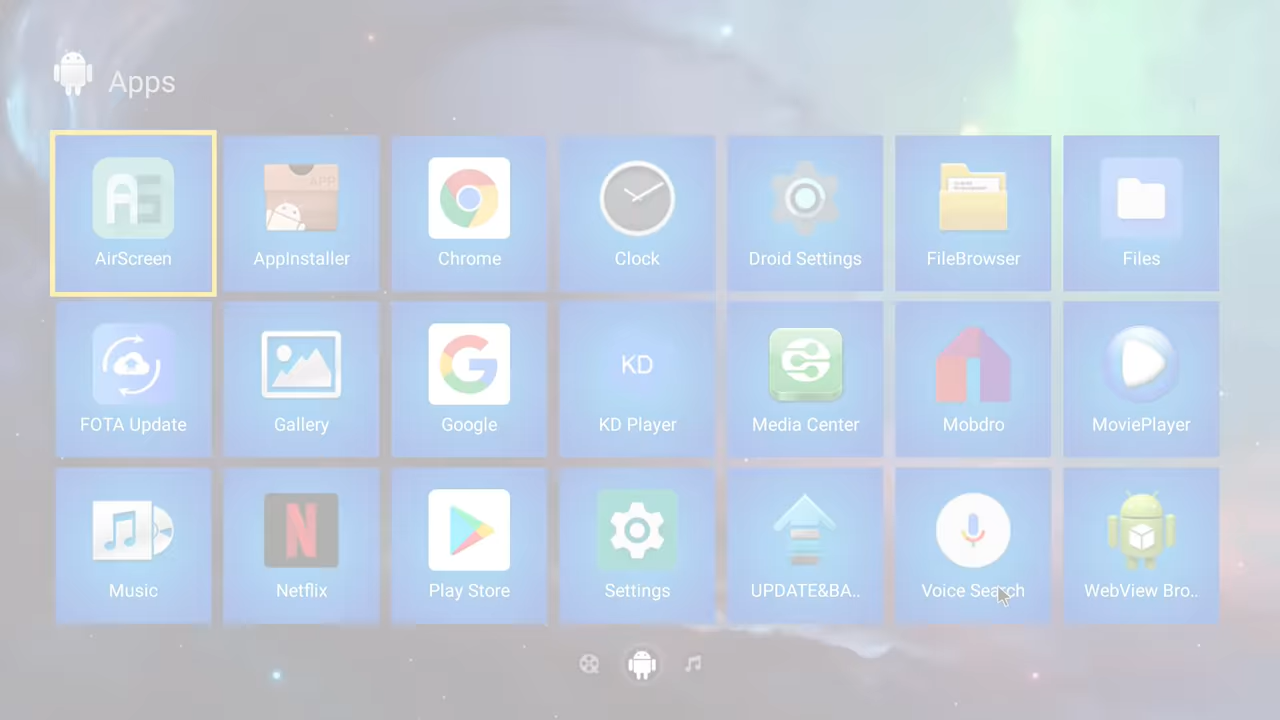 Apps
AirScreen
APP
AppInstaller
Chrome
Clock
Droid Settings
FileBrowser
Files
FOTA Update
Gallery
Google
KD
KD Player
Media Center
Mobdro
MoviePlayer
Music
Netflix
Play Store
Settings
UPDATE&BA..
Voice Search
WebView Bro..